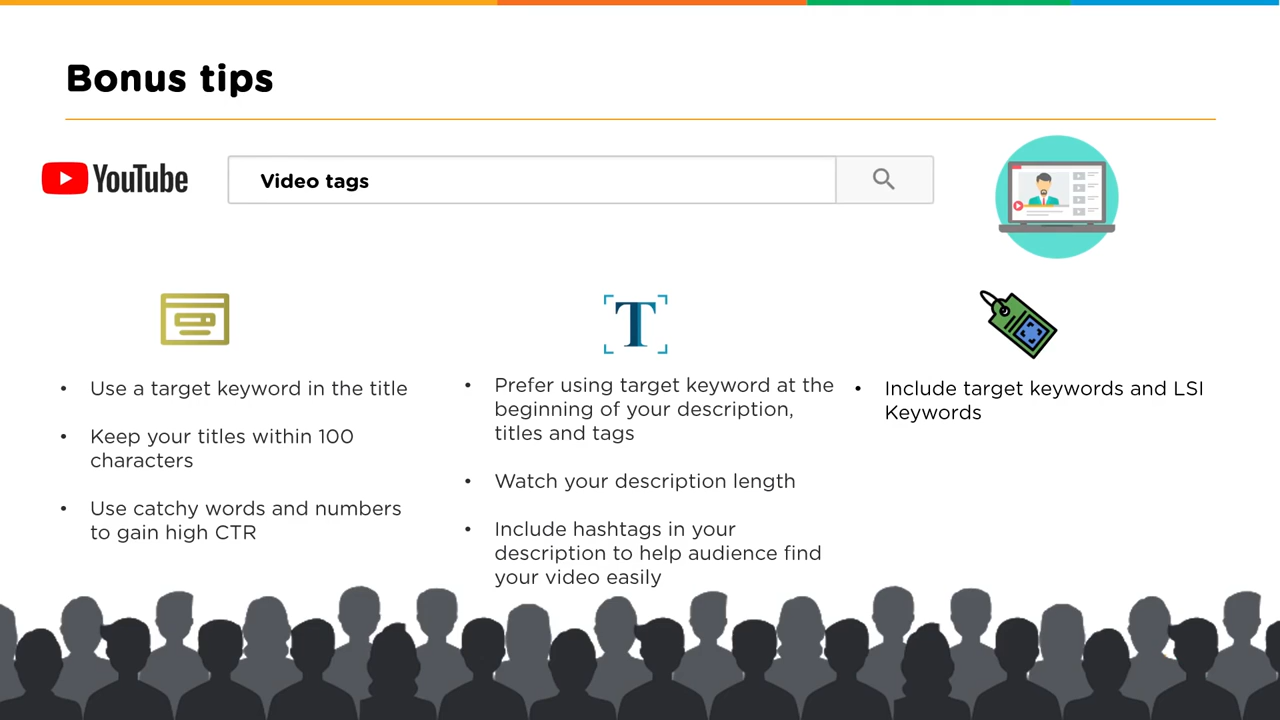 Bonus tips
YouTube
Video tags
• Use a target keyword in the title
• Keep your titles within 100
characters
• Use catchy words and numbers
to gain high CTR
T
• Prefer using target keyword at the
beginning of your description,
titles and tags
• Watch your description length
• Include hashtags in your
description to help audience find
your video easily
• Include target keywords and LSI
Keywords